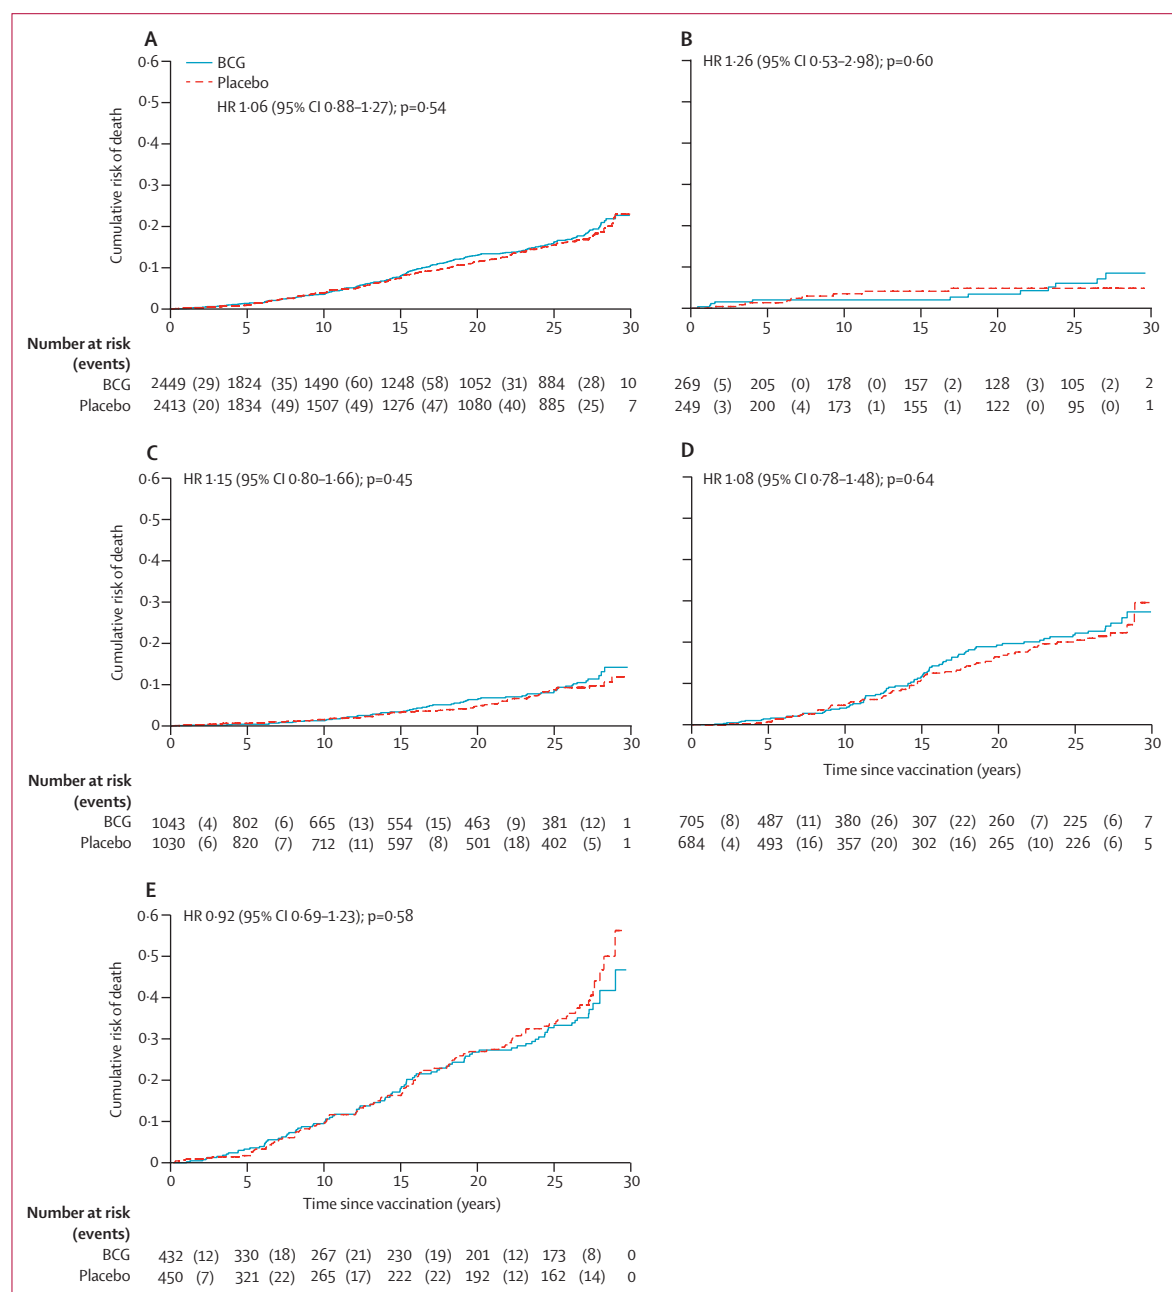 A
0·6
BCG
Placebo
HR 1·06 (95% CI 0·88–1·27); p=0·54
0·5
0·4
0·3
0·2
0·1
0
Cumulative risk of death
0 5 10 15 20 25 30
Number at risk
(events)
BCG 2449 (29) 1824 (35) 1490 (60) 1248 (58) 1052 (31) 884 (28) 10
Placebo 2413 (20) 1834 (49) 1507 (49) 1276 (47) 1080 (40) 885 (25) 7
B
HR 1·26 (95% CI 0·53–2·98); p=0·60
0 5 10 15 20 25 30
269 (5) 205 (0) 178 (0) 157 (2) 128 (3) 105 (2) 2
249 (3) 200 (4) 173 (1) 155 (1) 122 (0) 95 (0) 1
C
0·6
HR 1·15 (95% CI 0·80–1·66); p=0·45
0·5
0·4
0·3
0·2
0·1
0
Cumulative risk of death
0 5 10 15 20 25 30
Number at risk
(events)
BCG 1043 (4) 802 (6) 665 (13) 554 (15) 463 (9) 381 (12) 1
Placebo 1030 (6) 820 (7) 712 (11) 597 (8) 501 (18) 402 (5) 1
D
HR 1·08 (95% CI 0·78–1·48); p=0·64
0 5 10 15 20 25 30
Time since vaccination (years)
705 (8) 487 (11) 380 (26) 307 (22) 260 (7) 225 (6) 7
684 (4) 493 (16) 357 (20) 302 (16) 265 (10) 226 (6) 5
E
0·6
HR 0·92 (95% CI 0·69–1·23); p=0·58
0·5
0·4
0·3
0·2
0·1
0
Cumulative risk of death
0 5 10 15 20 25 30
Time since vaccination (years)
Number at risk
(events)
BCG 432 (12) 330 (18) 267 (21) 230 (19) 201 (12) 173 (8) 0
Placebo 450 (7) 321 (22) 265 (17) 222 (22) 192 (12) 162 (14) 0